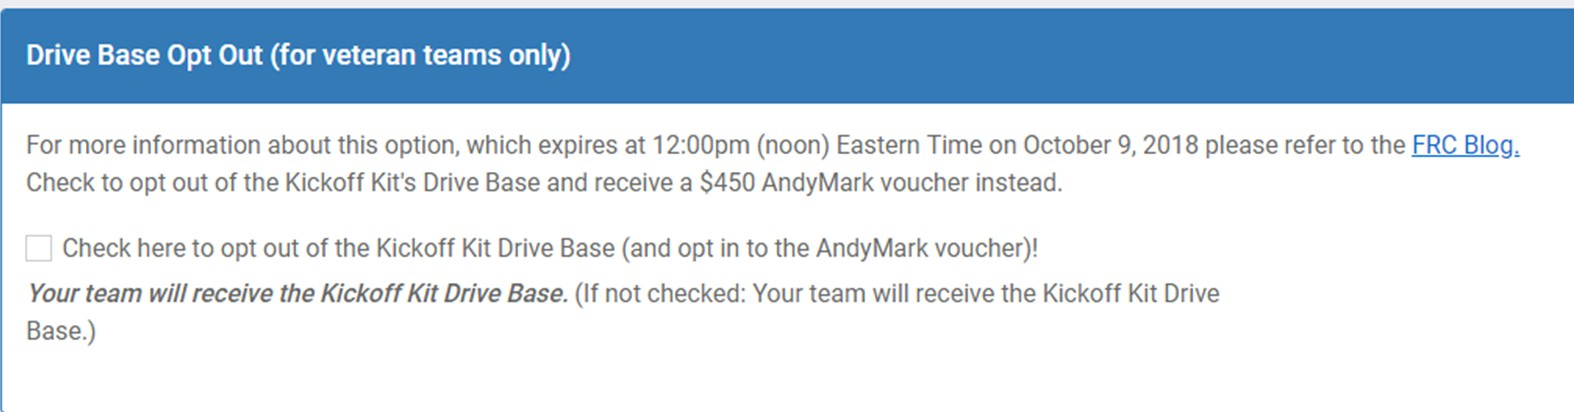 Drive Base Opt Out (for veteran teams only)
For more information about this option, which expires at 12:00pm (noon) Eastern Time on October 9, 2018 please refer to the FRC Blog.
Check to opt out of the Kickoff Kit's Drive Base and receive a $450 AndyMark voucher instead.
Check here to opt out of the Kickoff Kit Drive Base (and opt in to the AndyMark voucher)!
Your team will receive the Kickoff Kit Drive Base. (If not checked: Your team will receive the Kickoff Kit Drive
Base.)